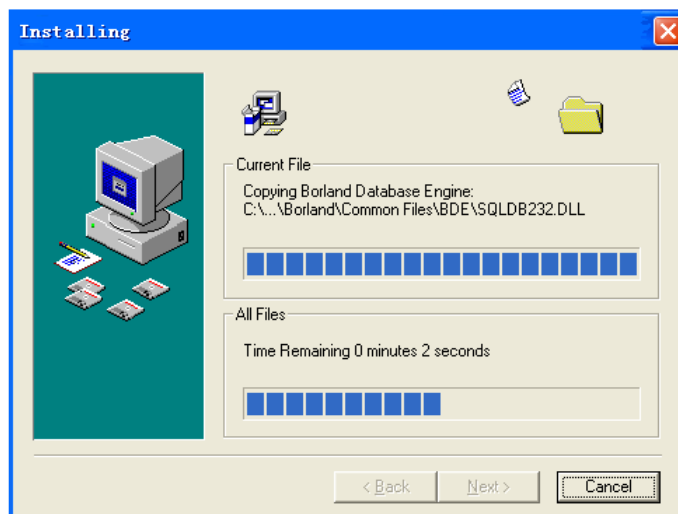 Installing
Current File
Copying Borland Database Engine:
C:\...\Borland\Common Files\BDE\SQLDB232.DLL
All Files
Time Remaining 0 minutes 2 seconds
< Back
Next >
Cancel